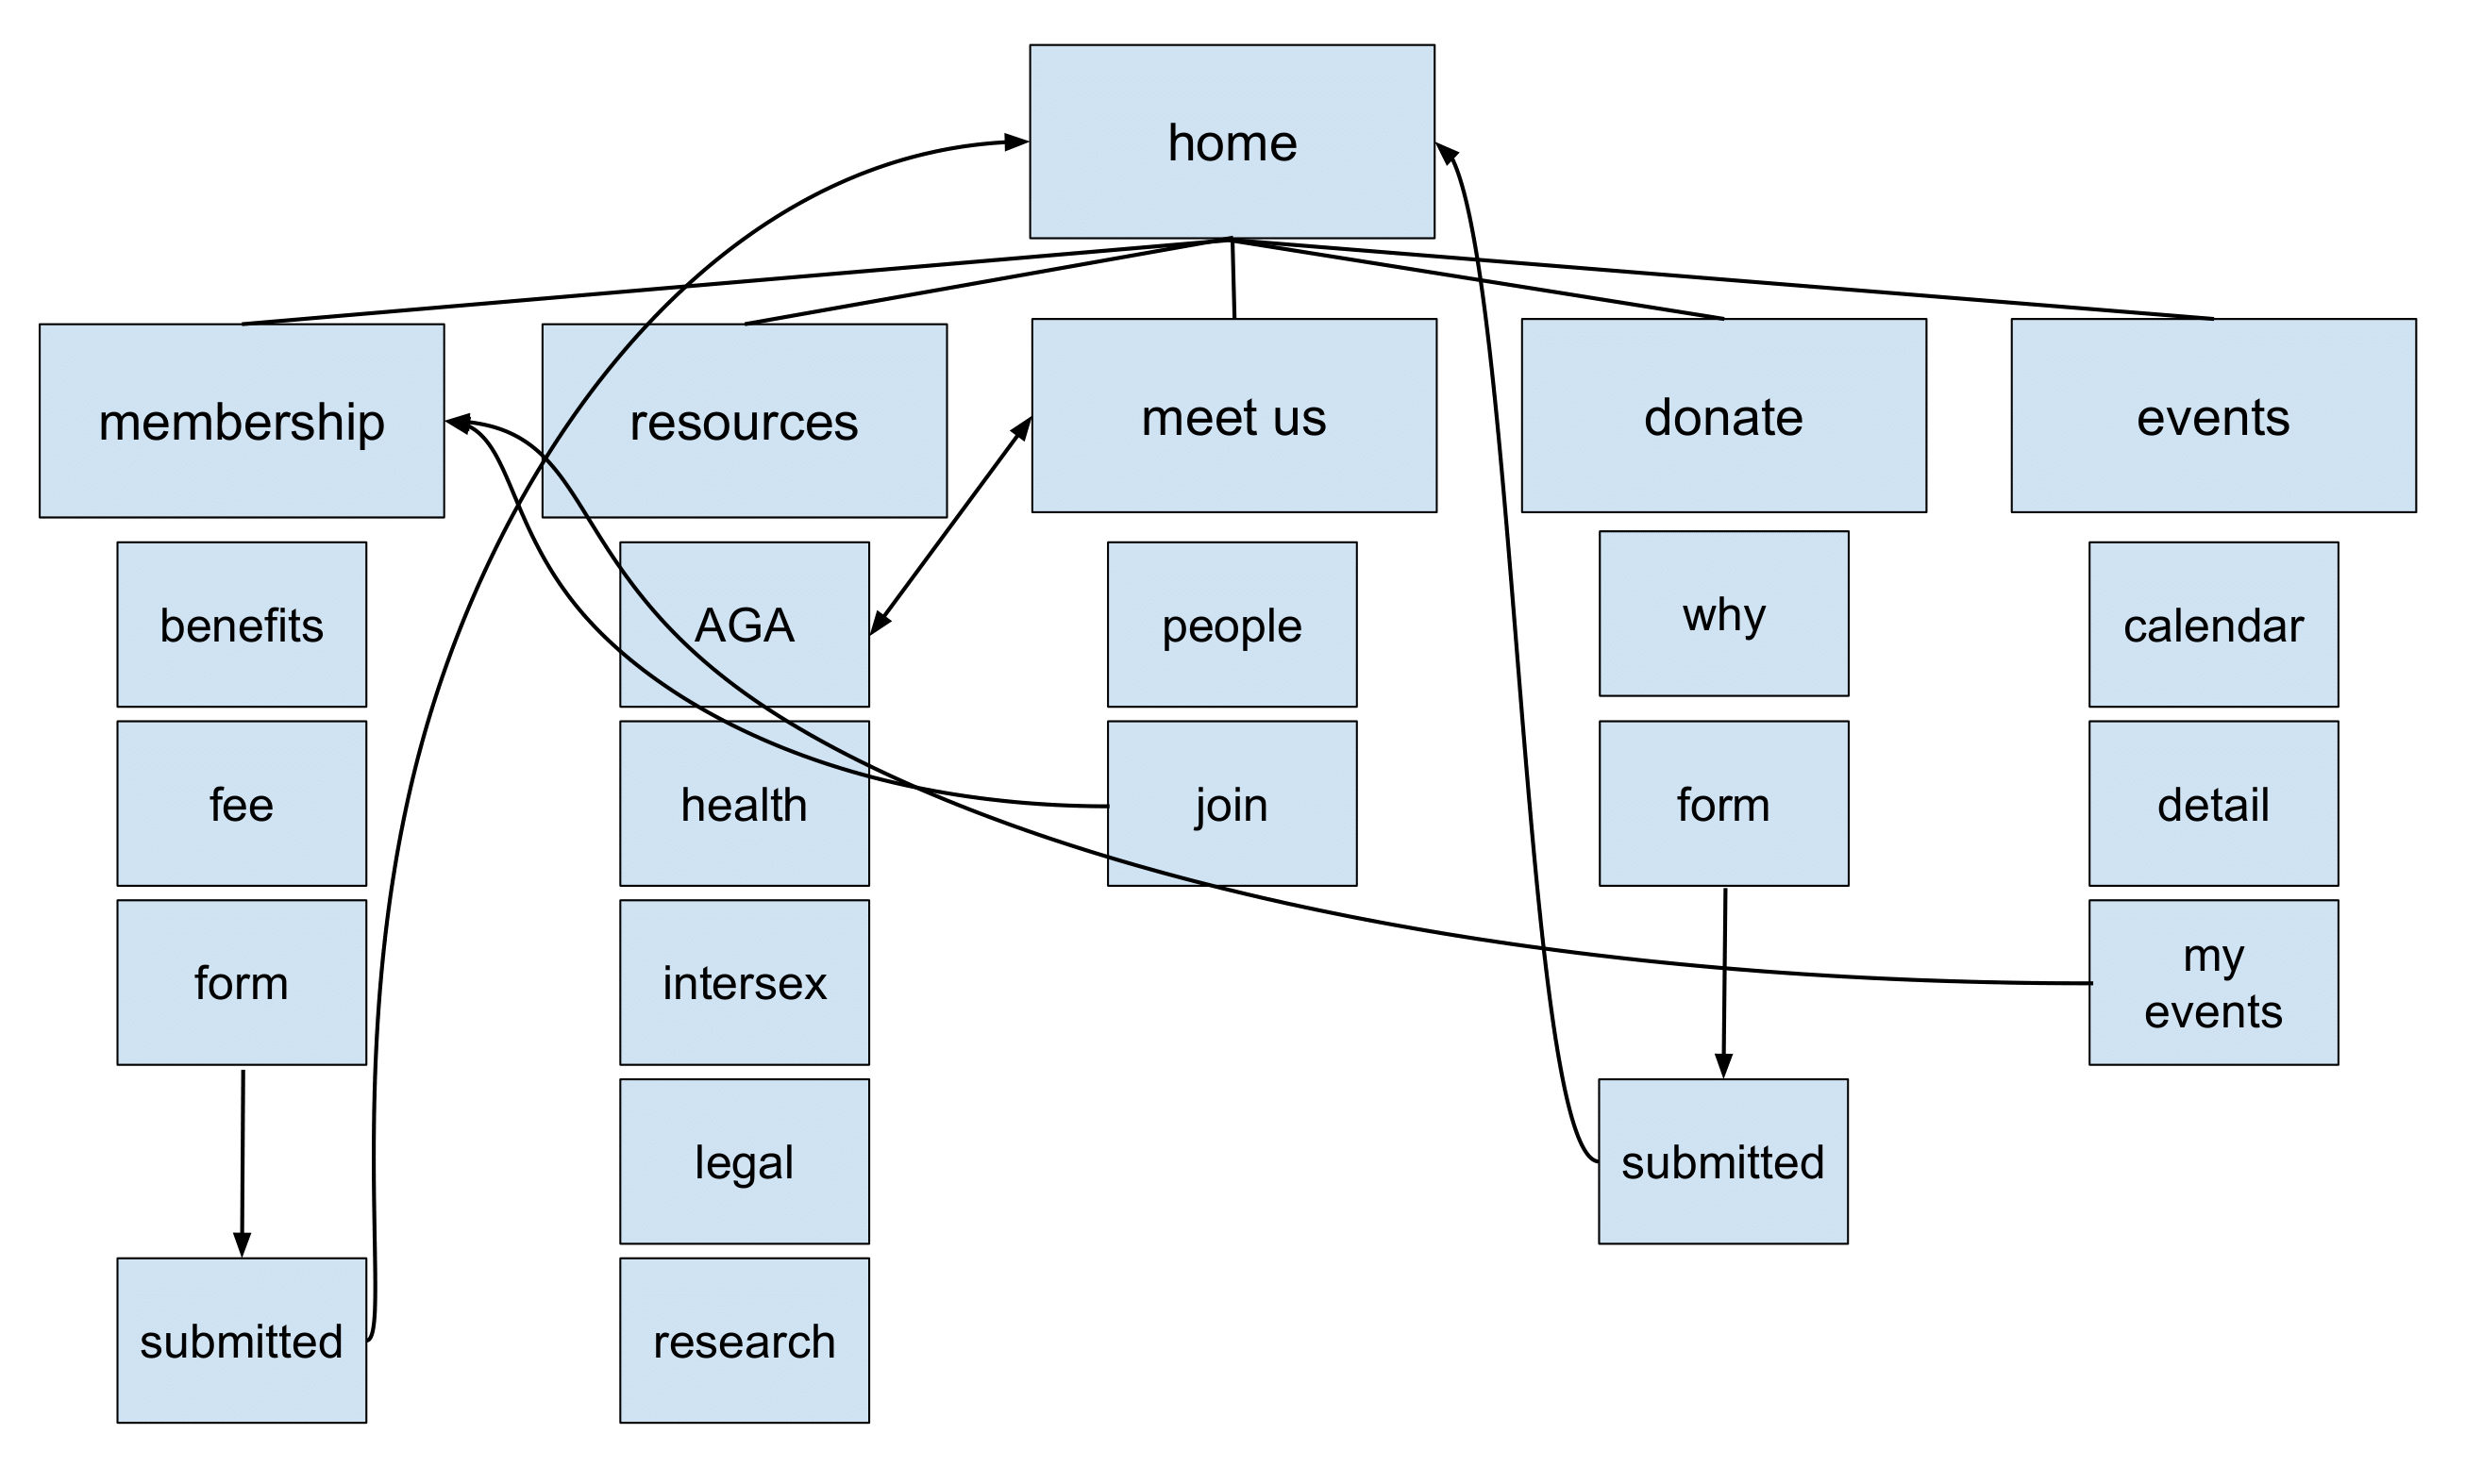 home
membership
resources
meet us
donate
events
benefits
AGA
people
why
calendar
fee
health
join
form
detail
form
intersex
my
events
legal
submitted
submitted
research